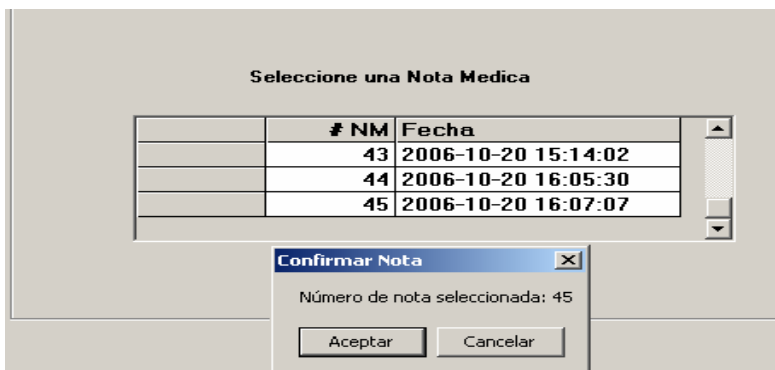 Seleccione una Nota Medica
# NM Fecha
43 2006-10-20 15:14:02
44 2006-10-20 16:05:30
45 2006-10-20 16:07:07
Confirmar Nota
Número de nota seleccionada: 45
Aceptar Cancelar